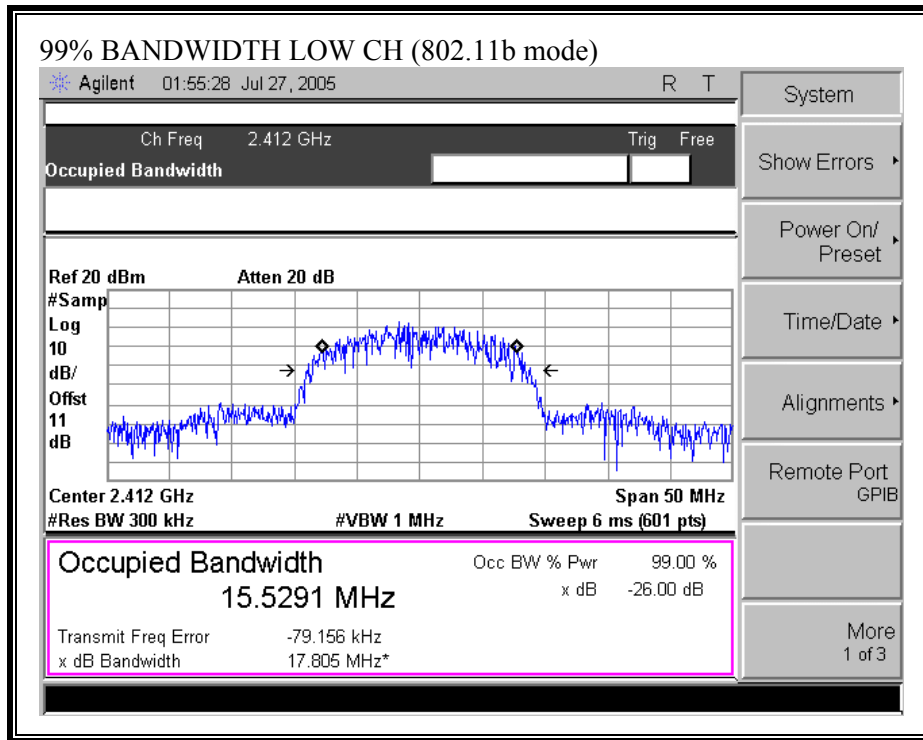 99% BANDWIDTH LOW CH (802.11b mode)
Agilent 01:55:28 Jul 27, 2005 R T
Ch Freq 2.412 GHz Trig Free
Occupied Bandwidth
Ref 20 dBm Atten 20 dB
#Samp
Log
10
dB/
Offst
11
dB
Center 2.412 GHz Span 50 MHz
#Res BW 300 kHz #VBW 1 MHz Sweep 6 ms (601 pts)
Occupied Bandwidth
15.5291 MHz
Occ BW % Pwr 99.00 %
x dB -26.00 dB
Transmit Freq Error -79.156 kHz
x dB Bandwidth 17.805 MHz*
System
Show Errors
Power On/
Preset
Time/Date
Alignments
Remote Port
GPIB
More
1 of 3